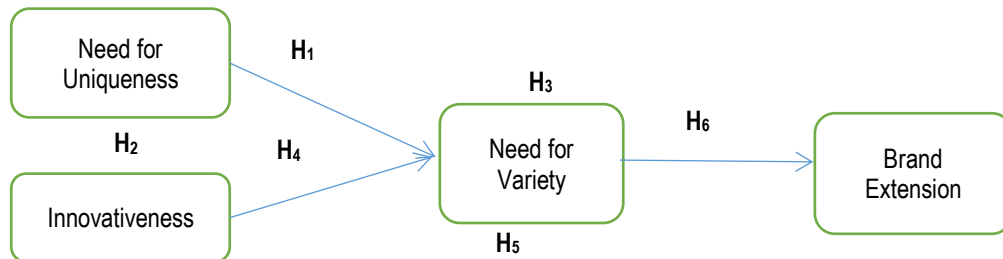 Need for
Uniqueness
H₁
H₂
H₄
Innovativeness
H₃
Need for
Variety
H₅
H₆
Brand
Extension